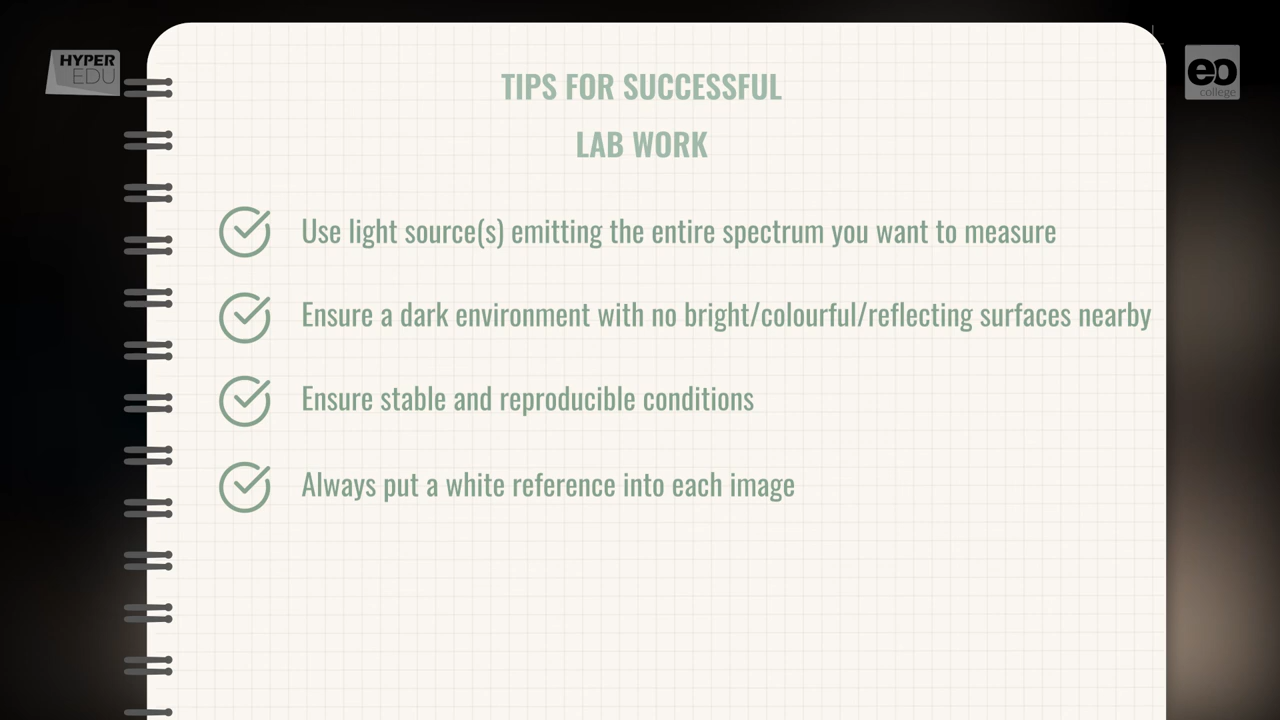 HYPER
EDU
eo
college
TIPS FOR SUCCESSFUL
LAB WORK
Use light source(s) emitting the entire spectrum you want to measure
Ensure a dark environment with no bright/colourful/reflecting surfaces nearby
Ensure stable and reproducible conditions
Always put a white reference into each image